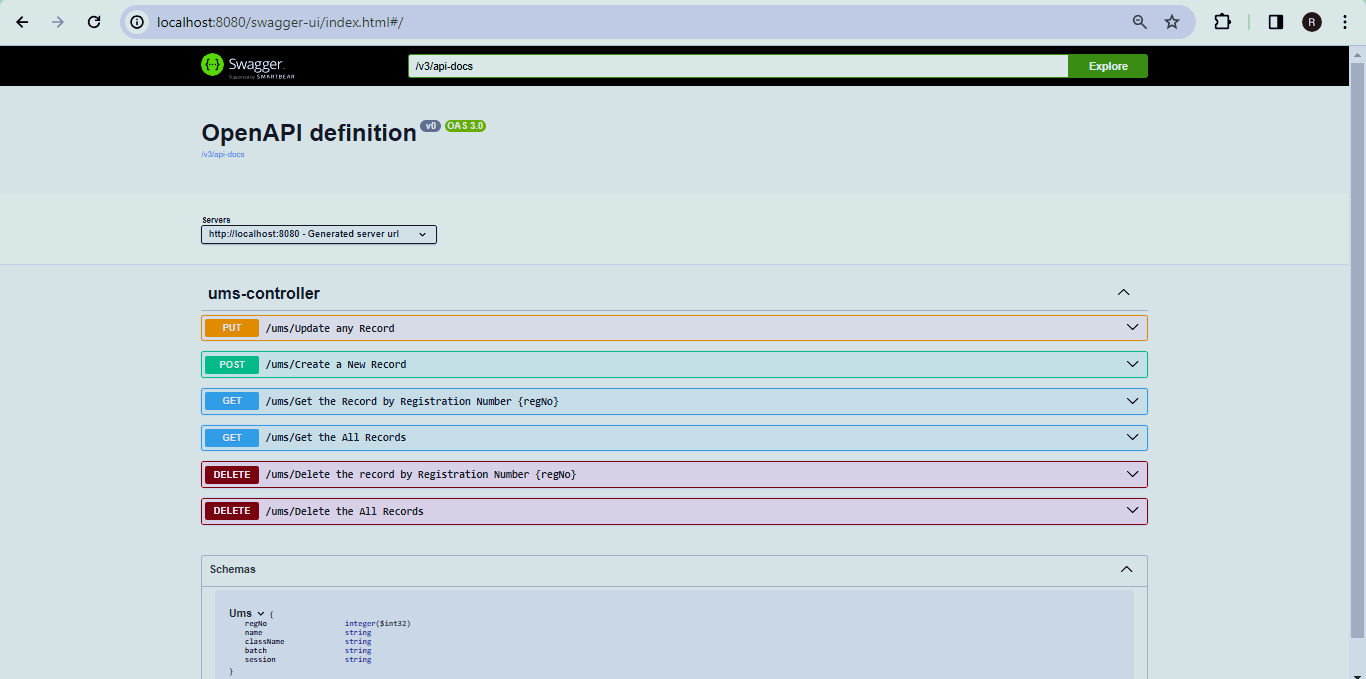 localhost:8080/swagger-ui/index.html#/
R
Swagger.
Supported by SMARTBEAR
/v3/api-docs
Explore
OpenAPI definition v0 OAS 3.0
/v3/api-docs
Servers
http://localhost:8080 - Generated server url
ums-controller
PUT /ums/Update any Record
POST /ums/Create a New Record
GET /ums/Get the Record by Registration Number {regNo}
GET /ums/Get the All Records
DELETE /ums/Delete the record by Registration Number {regNo}
DELETE /ums/Delete the All Records
Schemas
Ums {
regNo integer($int32)
name string
className string
batch string
session string
}